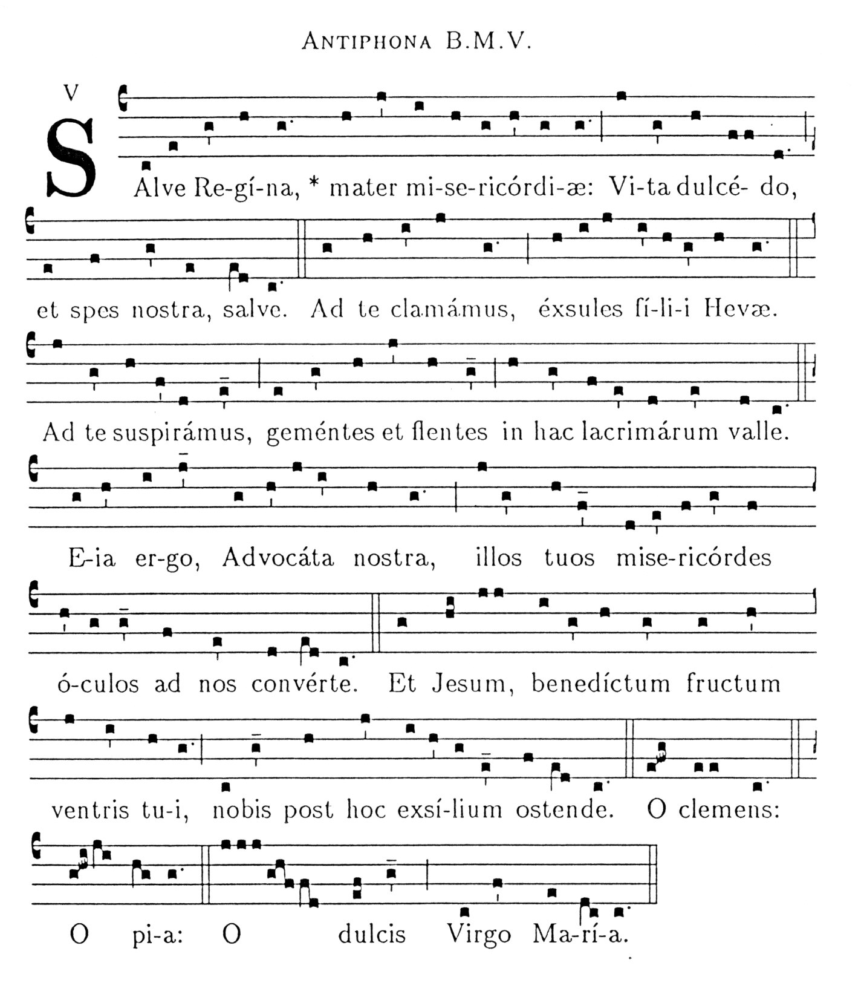 ANTIPHONA B.M.V.
V
SAlve Re-gí-na, * mater mi-se-ricórdi-æ: Vi-ta dulcé- do,
et spes nostra, salve. Ad te clamámus, éxsules fí-li-i Hevæ.
Ad te suspirámus, geméntes et flentes in hac lacrimárum valle.
E-ia er-go, Advocáta nostra, illos tuos mise-ricórdes
ó-culos ad nos convérte. Et Jesum, benedíctum fructum
ventris tu-i, nobis post hoc exsí-lium ostende. O clemens:
O pi-a: O dulcis Virgo Ma-rí-a.